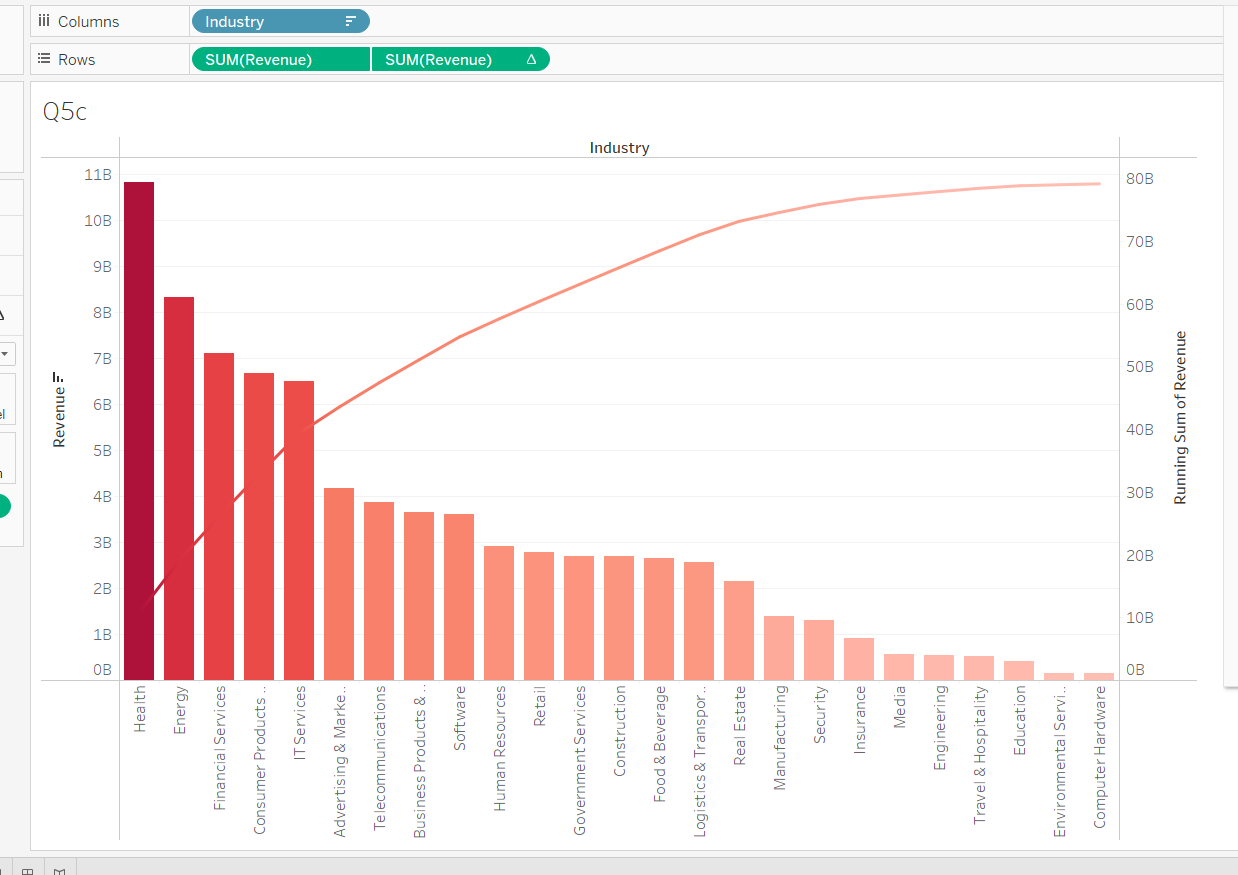 Columns
Industry
Rows
SUM(Revenue)
SUM(Revenue)
Δ
Q5c
Industry
11B
10B
9B
8B
7B
6B
5B
4B
3B
2B
1B
0B
Revenue
80B
70B
60B
50B
40B
30B
20B
10B
0B
Running Sum of Revenue
Health
Energy
Financial Services
Consumer Products ..
IT Services
Advertising & Marke..
Telecommunications
Business Products & ..
Software
Human Resources
Retail
Government Services
Construction
Food & Beverage
Logistics & Transpor..
Real Estate
Manufacturing
Security
Insurance
Media
Engineering
Travel & Hospitality
Education
Environmental Servi..
Computer Hardware